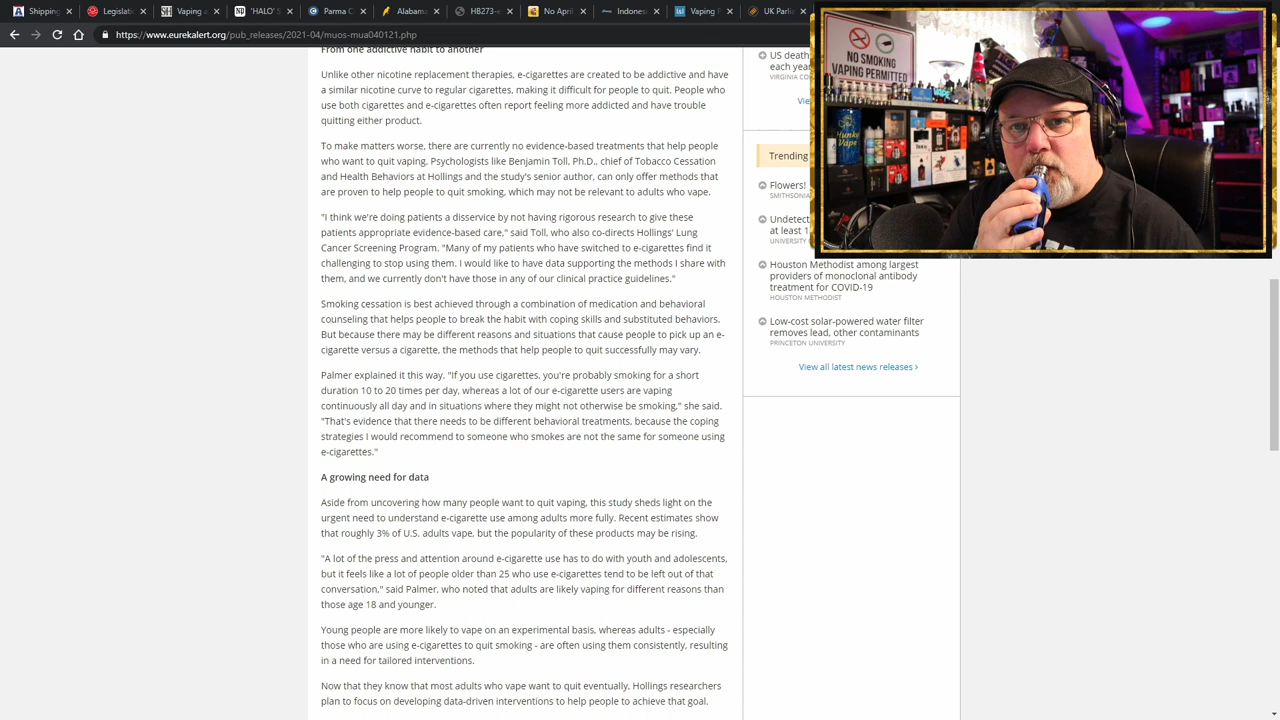 Shaping
Vapin
NOT
Vaping P
UK Parli
www.eurekalert.org/pub_releases/2021-04/muos-mua040121.php
From one addictive habit to another
Unlike other nicotine replacement therapies, e-cigarettes are created to be addictive and have
a similar nicotine curve to regular cigarettes, making it difficult for people to quit. People who
use both cigarettes and e-cigarettes often report feeling more addicted and have trouble
quitting either product.
To make matters worse, there are currently no evidence-based treatments that help people
who want to quit vaping. Psychologists like Benjamin Toll, Ph.D., chief of Tobacco Cessation
and Health Behaviors at Hollings and the study's senior author, can only offer methods that
are proven to help people to quit smoking, which may not be relevant to adults who vape.
"I think we're doing patients a disservice by not having rigorous research to give these
patients appropriate evidence-based care," said Toll, who also co-directs Hollings' Lung
Cancer Screening Program. "Many of my patients who have switched to e-cigarettes find it
challenging to stop using them. I would like to have data supporting the methods I share with
them, and we currently don't have those in any of our clinical practice guidelines."
Smoking cessation is best achieved through a combination of medication and behavioral
counseling that helps people to break the habit with coping skills and substituted behaviors.
But because there may be different reasons and situations that cause people to pick up an e-
cigarette versus a cigarette, the methods that help people to quit successfully may vary.
Palmer explained it this way. "If you use cigarettes, you're probably smoking for a short
duration 10 to 20 times per day, whereas a lot of our e-cigarette users are vaping
continuously all day and in situations where they might not otherwise be smoking," she said.
"That's evidence that there needs to be different behavioral treatments, because the coping
strategies I would recommend to someone who smokes are not the same for someone using
e-cigarettes."
A growing need for data
Aside from uncovering how many people want to quit vaping, this study sheds light on the
urgent need to understand e-cigarette use among adults more fully. Recent estimates show
that roughly 3% of U.S. adults vape, but the popularity of these products may be rising.
"A lot of the press and attention around e-cigarette use has to do with youth and adolescents,
but it feels like a lot of people older than 25 who use e-cigarettes tend to be left out of that
conversation," said Palmer, who noted that adults are likely vaping for different reasons than
those age 18 and younger.
Young people are more likely to vape on an experimental basis, whereas adults - especially
those who are using e-cigarettes to quit smoking - are often using them consistently, resulting
in a need for tailored interventions.
Now that they know that most adults who vape want to quit eventually, Hollings researchers
plan to focus on developing data-driven interventions to help people to achieve that goal.
US death
each yea
VIRGINIA CO
Vie
Trending
Flowers!
SMITHSONIA
Undetect
at least 1
UNIVERSITY
Houston Methodist among largest
providers of monoclonal antibody
treatment for COVID-19
HOUSTON METHODIST
Low-cost solar-powered water filter
removes lead, other contaminants
PRINCETON UNIVERSITY
View all latest news releases
NO SMOKING
VAPING PERMITTED
Hunky
Vape